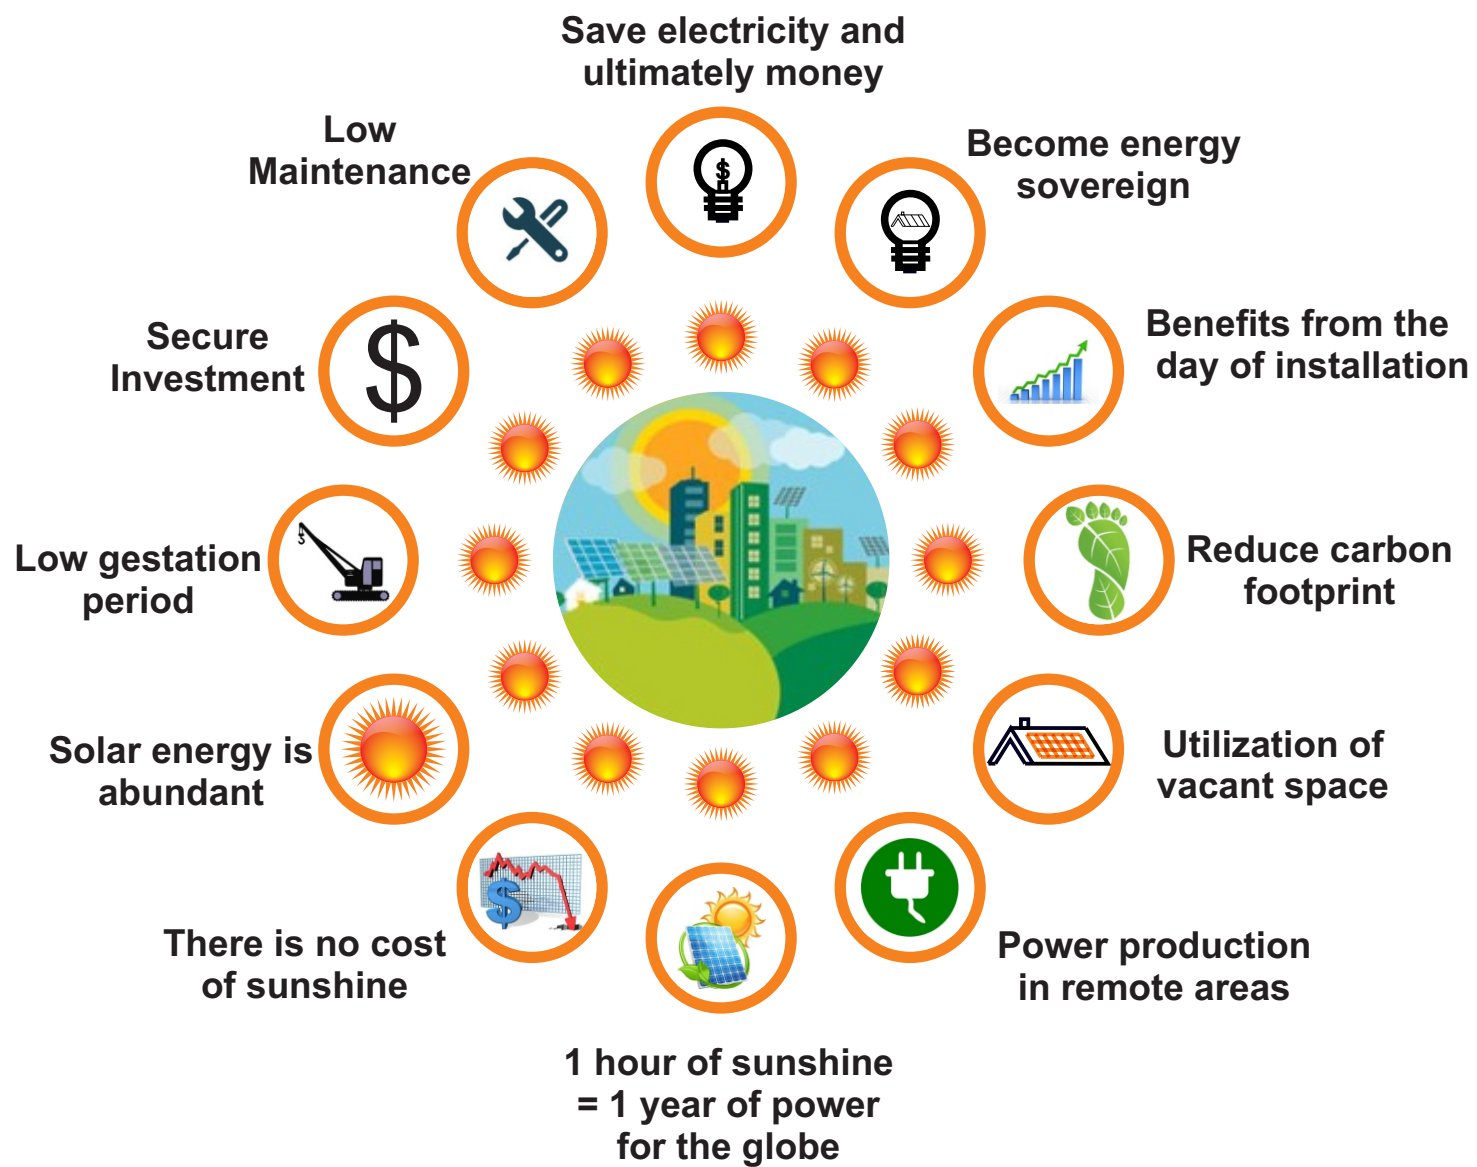 Save electricity and
ultimately money
Become energy
sovereign
Benefits from the
day of installation
Reduce carbon
footprint
Utilization of
vacant space
Power production
in remote areas
1 hour of sunshine
= 1 year of power
for the globe
There is no cost
of sunshine
Solar energy is
abundant
Low gestation
period
Secure
Investment
Low
Maintenance
$
$
$